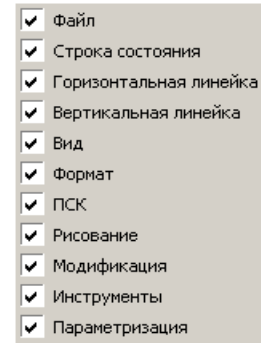 Файл
Строка состояния
Горизонтальная линейка
Вертикальная линейка
Вид
Формат
ПСК
Рисование
Модификация
Инструменты
Параметризация